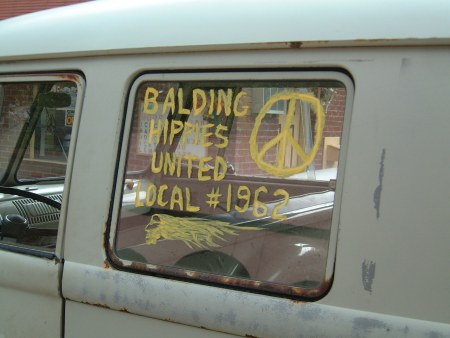 BALDING
HIPPIES
UNITED
LOCAL #1962